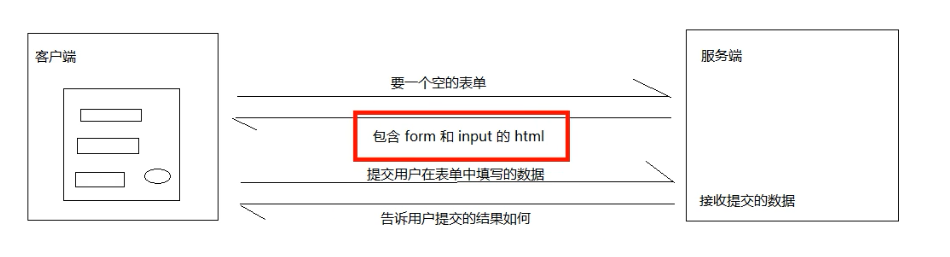 客户端
服务端
要一个空的表单
包含 form 和 input 的 html
提交用户在表单中填写的数据
接收提交的数据
告诉用户提交的结果如何